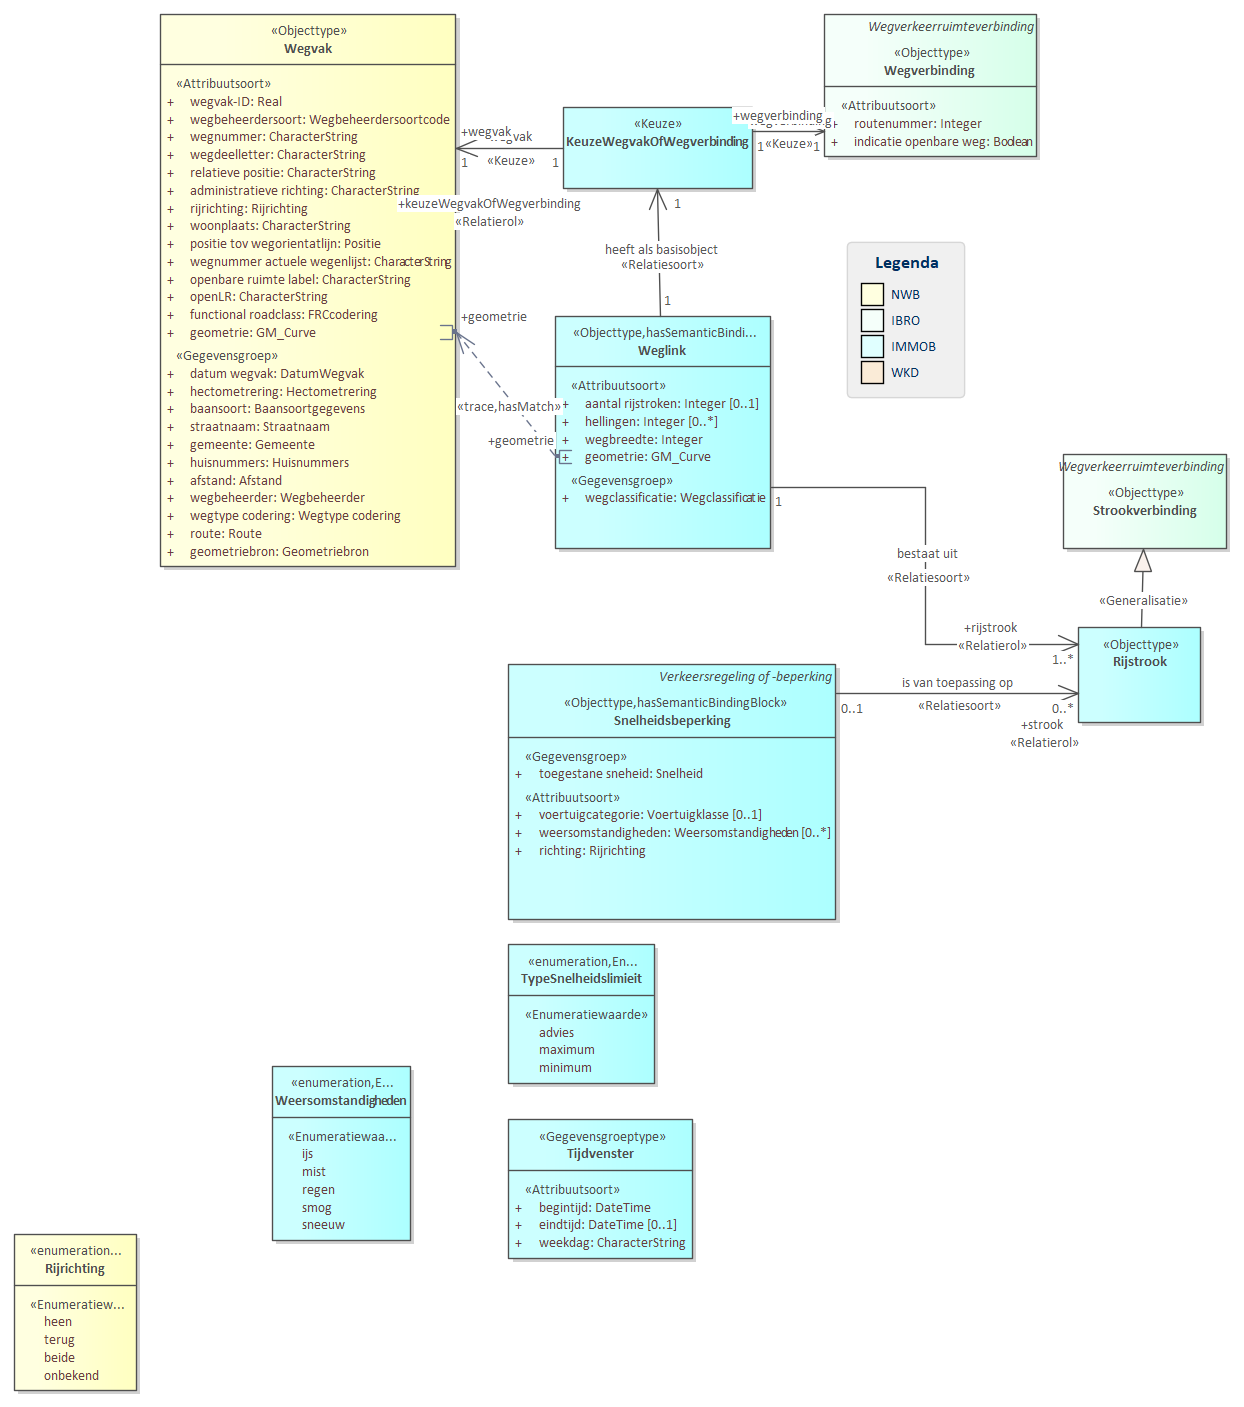 «Objecttype»
Wegvak
«Attribuutsoort»
+ wegvak-ID: Real
+ wegbeheerdersoort: Wegbeheerdersoortcode
+ wegnummer: CharacterString
+ wegdeelletter: CharacterString
+ relatieve positie: CharacterString
+ administratieve richting: CharacterString
+ rijrichting: Rijrichting
+ woonplaats: CharacterString
+ positie tov wegorientatlijn: Positie
+ wegnummer actuele wegenlijst: CharacterString
+ openbare ruimte label: CharacterString
+ openLR: CharacterString
+ functional roadclass: FRCcodering
+ geometrie: GM_Curve
«Gegevensgroep»
+ datum wegvak: DatumWegvak
+ hectometrering: Hectometrering
+ baansoort: Baansoortgegevens
+ straatnaam: Straatnaam
+ gemeente: Gemeente
+ huisnummers: Huisnummers
+ afstand: Afstand
+ wegbeheerder: Wegbeheerder
+ wegtype codering: Wegtype codering
+ route: Route
+ geometriebron: Geometriebron
+wegvak
1
«Keuze»
1
«Keuze»
KeuzeWegvakOfWegverbinding
+wegverbinding
1
«Keuze»
1
Wegverkeerruimteverbinding
«Objecttype»
Wegverbinding
«Attribuutsoort»
+ routenummer: Integer
+ indicatie openbare weg: Boolean
+keuzeWegvakOfWegverbinding
«Relatierol»
1
heeft als basisobject
«Relatiesoort»
1
Legenda
NWB
IBRO
IMMOB
WKD
+geometrie
«trace,hasMatch»
+geometrie
«Objecttype,hasSemanticBindi...
Weglink
«Attribuutsoort»
+ aantal rijstroken: Integer [0..1]
+ hellingen: Integer [0..*]
+ wegbreedte: Integer
+ geometrie: GM_Curve
«Gegevensgroep»
+ wegclassificatie: Wegclassificatie
1
bestaat uit
«Relatiesoort»
+rijstrook
«Relatierol»
1..*
Wegverkeerruimteverbinding
«Objecttype»
Strookverbinding
«Generalisatie»
«Objecttype»
Rijstrook
Verkeersregeling of -beperking
«Objecttype,hasSemanticBindingBlock»
Snelheidsbeperking
«Gegevensgroep»
+ toegestane sneheid: Snelheid
«Attribuutsoort»
+ voertuigcategorie: Voertuigklasse [0..1]
+ weersomstandigheden: Weersomstandigheden [0..*]
+ richting: Rijrichting
is van toepassing op
0..1
«Relatiesoort»
0..*
+strook
«Relatierol»
«enumeration,En...
TypeSnelheidslimieit
«Enumeratiewaarde»
advies
maximum
minimum
«enumeration,E...
Weersomstandigheden
«Enumeratiewaa...
ijs
mist
regen
smog
sneeuw
«Gegevensgroeptype»
Tijdvenster
«Attribuutsoort»
+ begintijd: DateTime
+ eindtijd: DateTime [0..1]
+ weekdag: CharacterString
«enumeration...
Rijrichting
«Enumeratiew...
heen
terug
beide
onbekend